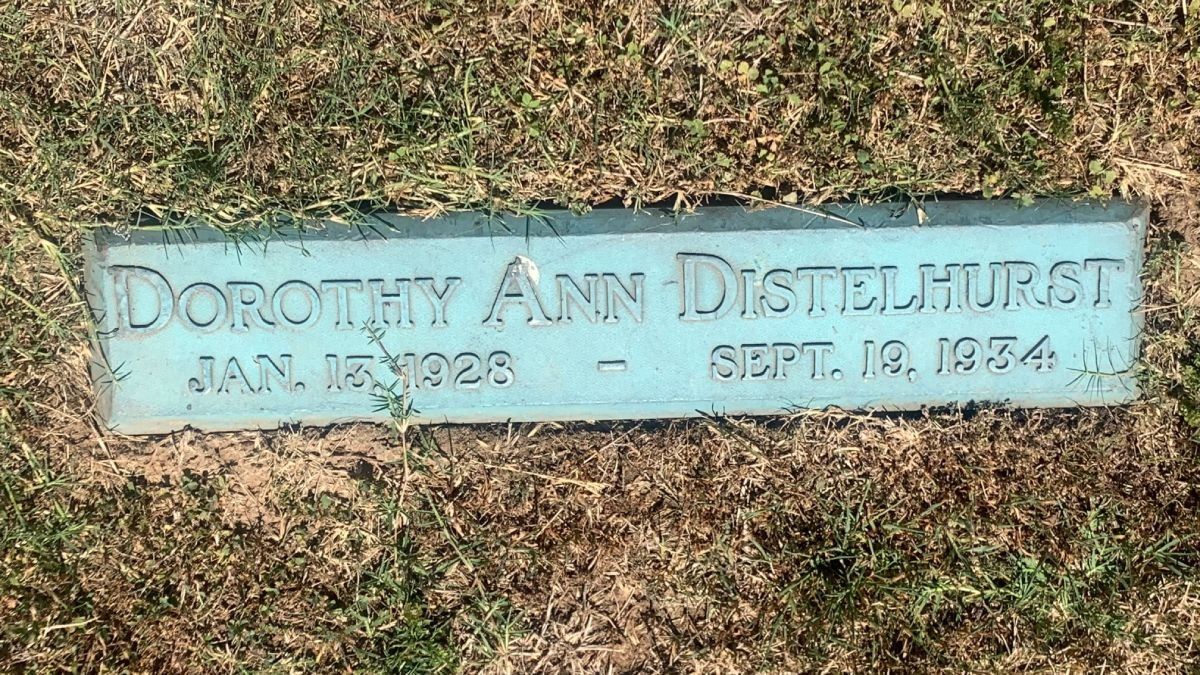 Dorothy Ann Distelhurst
Jan. 13, 1928 - Sept. 19, 1934